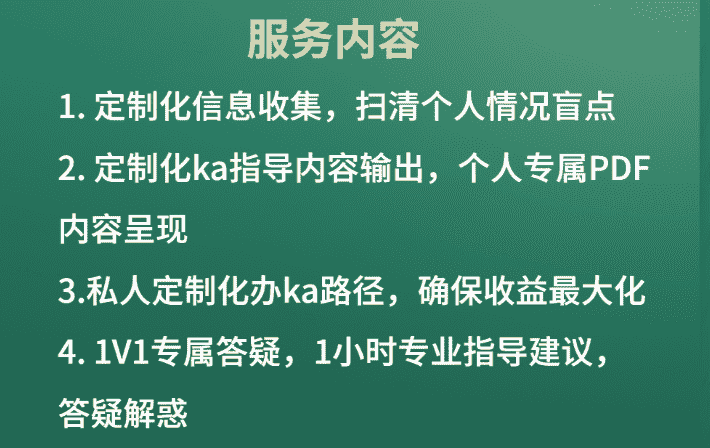 服务内容
1. 定制化信息收集，扫清个人情况盲点
2. 定制化ka指导内容输出，个人专属PDF
内容呈现
3.私人定制化办ka路径，确保收益最大化
4. 1V1专属答疑，1小时专业指导建议，
答疑解惑